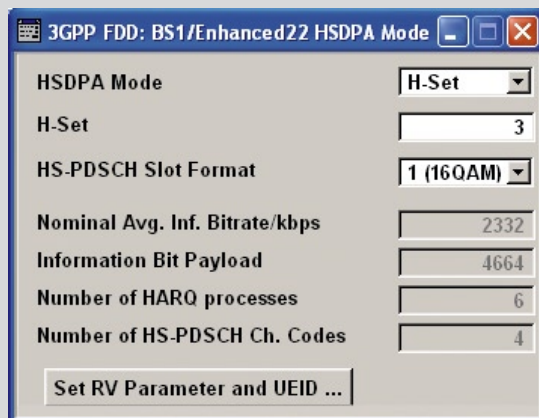 3GPP FDD: BS1/Enhanced22 HSDPA Mode
HSDPA Mode H-Set
H-Set 3
HS-PDSCH Slot Format 1 (16QAM)
Nominal Avg. Inf. Bitrate/kbps 2332
Information Bit Payload 4664
Number of HARQ processes 6
Number of HS-PDSCH Ch. Codes 4
Set RV Parameter and UEID ...